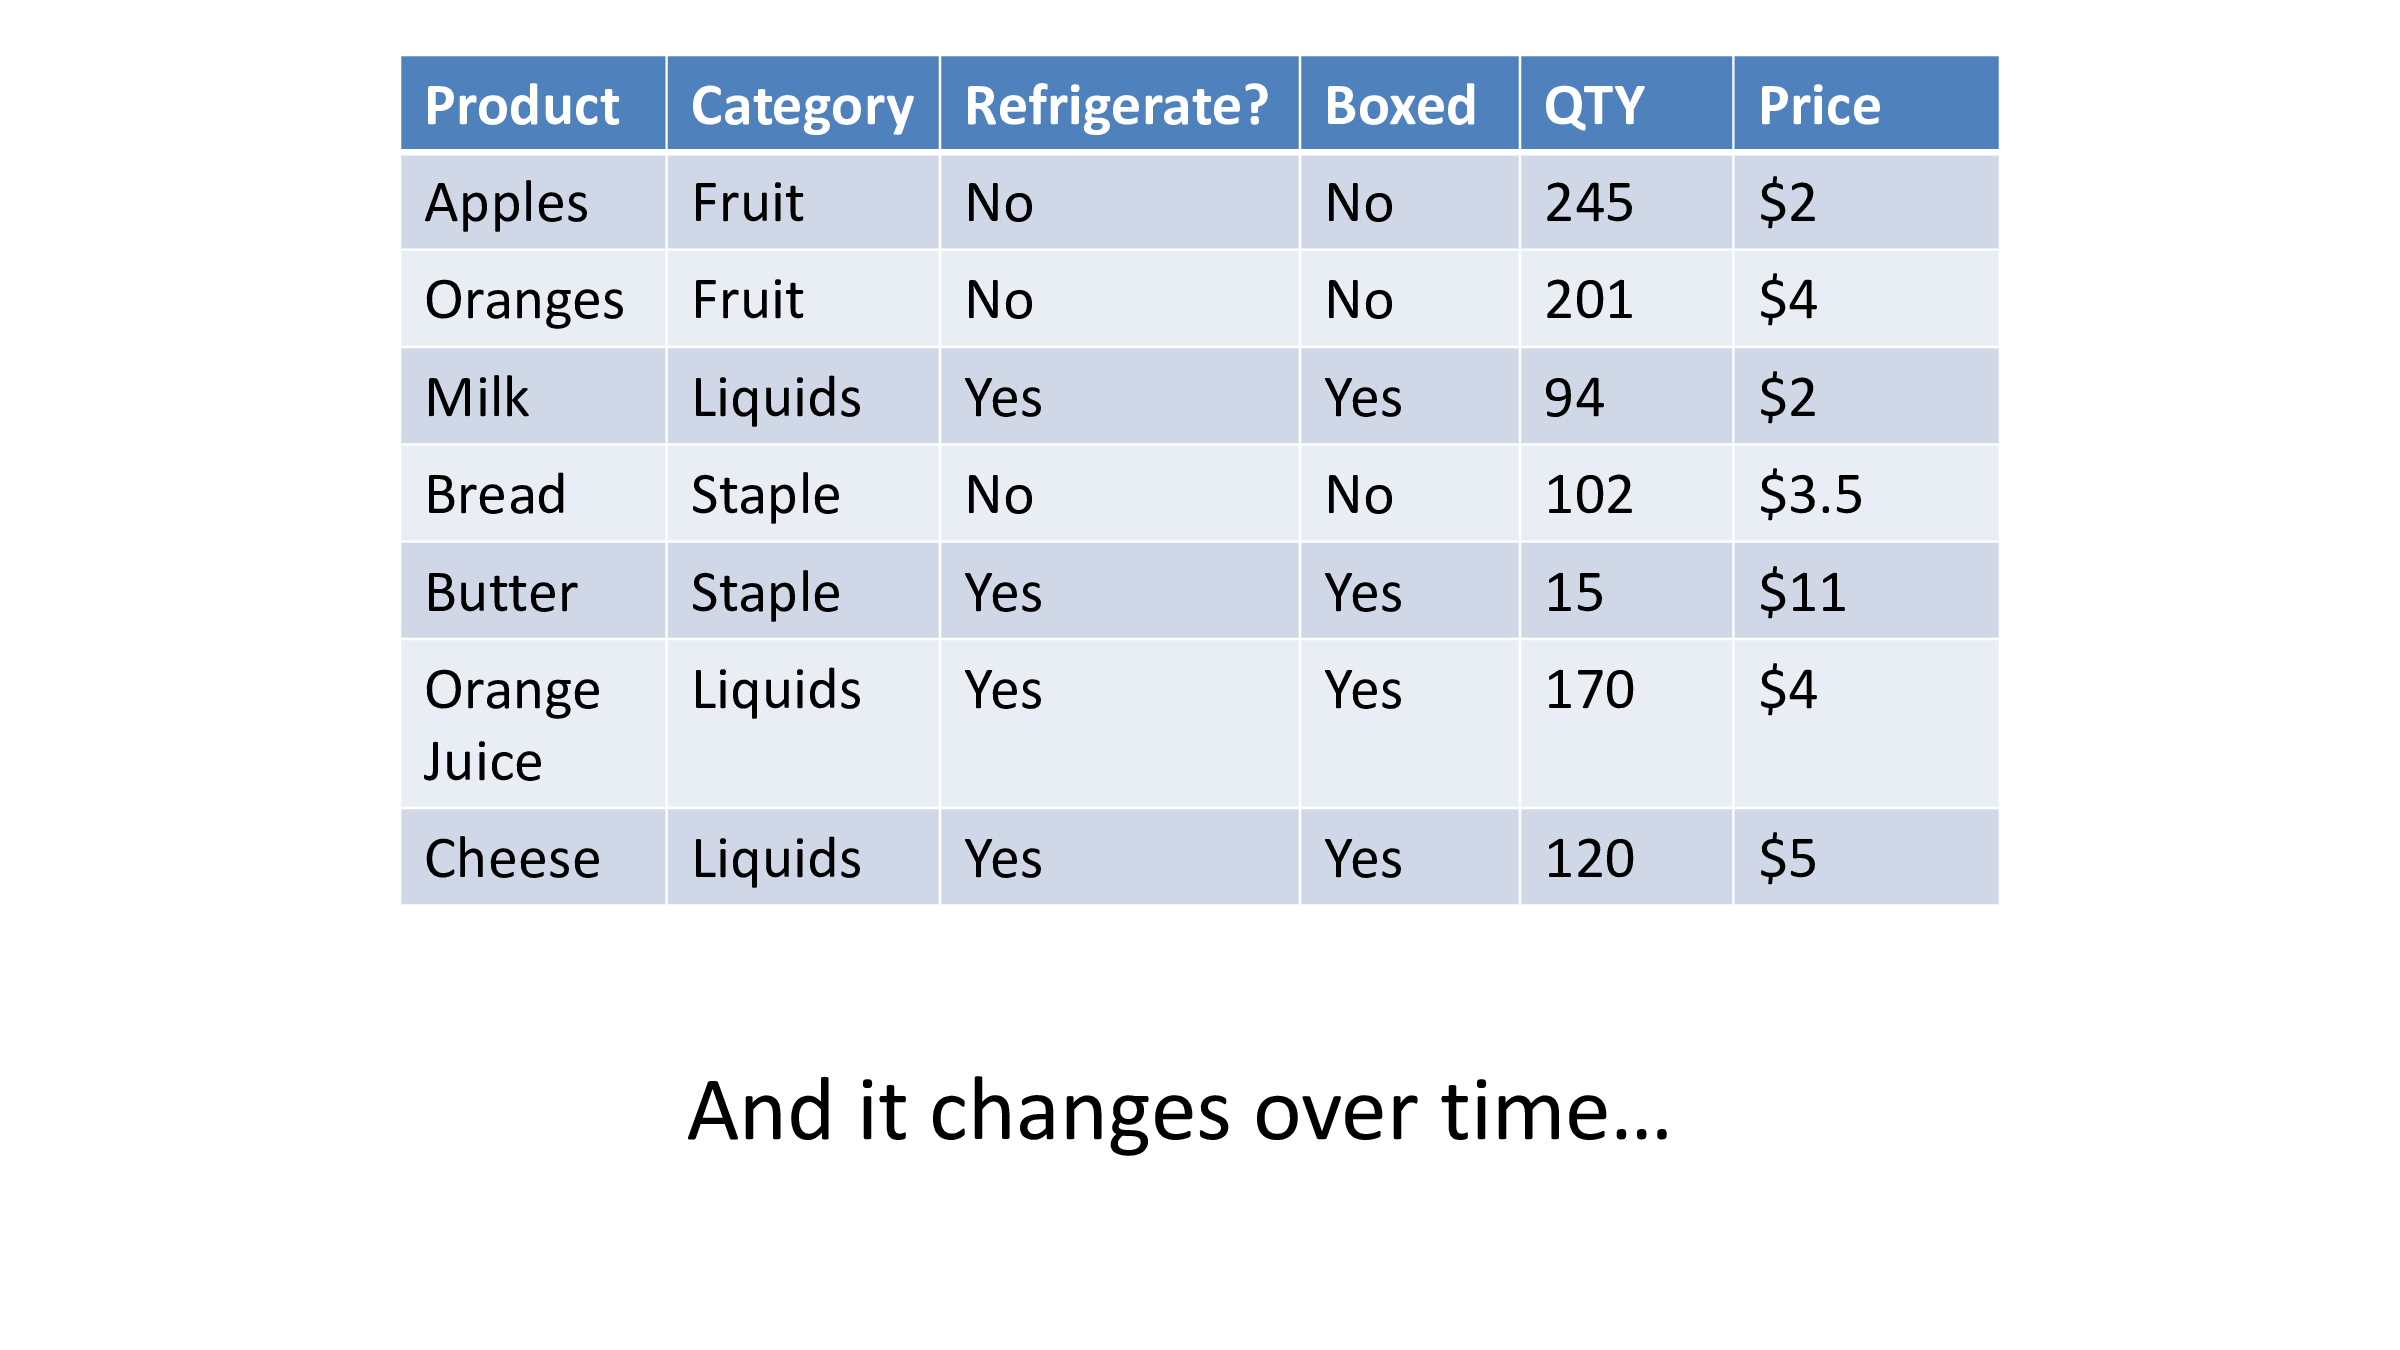 Product Category Refrigerate? Boxed QTY Price
Apples Fruit No No 245 $2
Oranges Fruit No No 201 $4
Milk Liquids Yes Yes 94 $2
Bread Staple No No 102 $3.5
Butter Staple Yes Yes 15 $11
Orange Liquids Yes Yes 170 $4
Juice
Cheese Liquids Yes Yes 120 $5
And it changes over time...